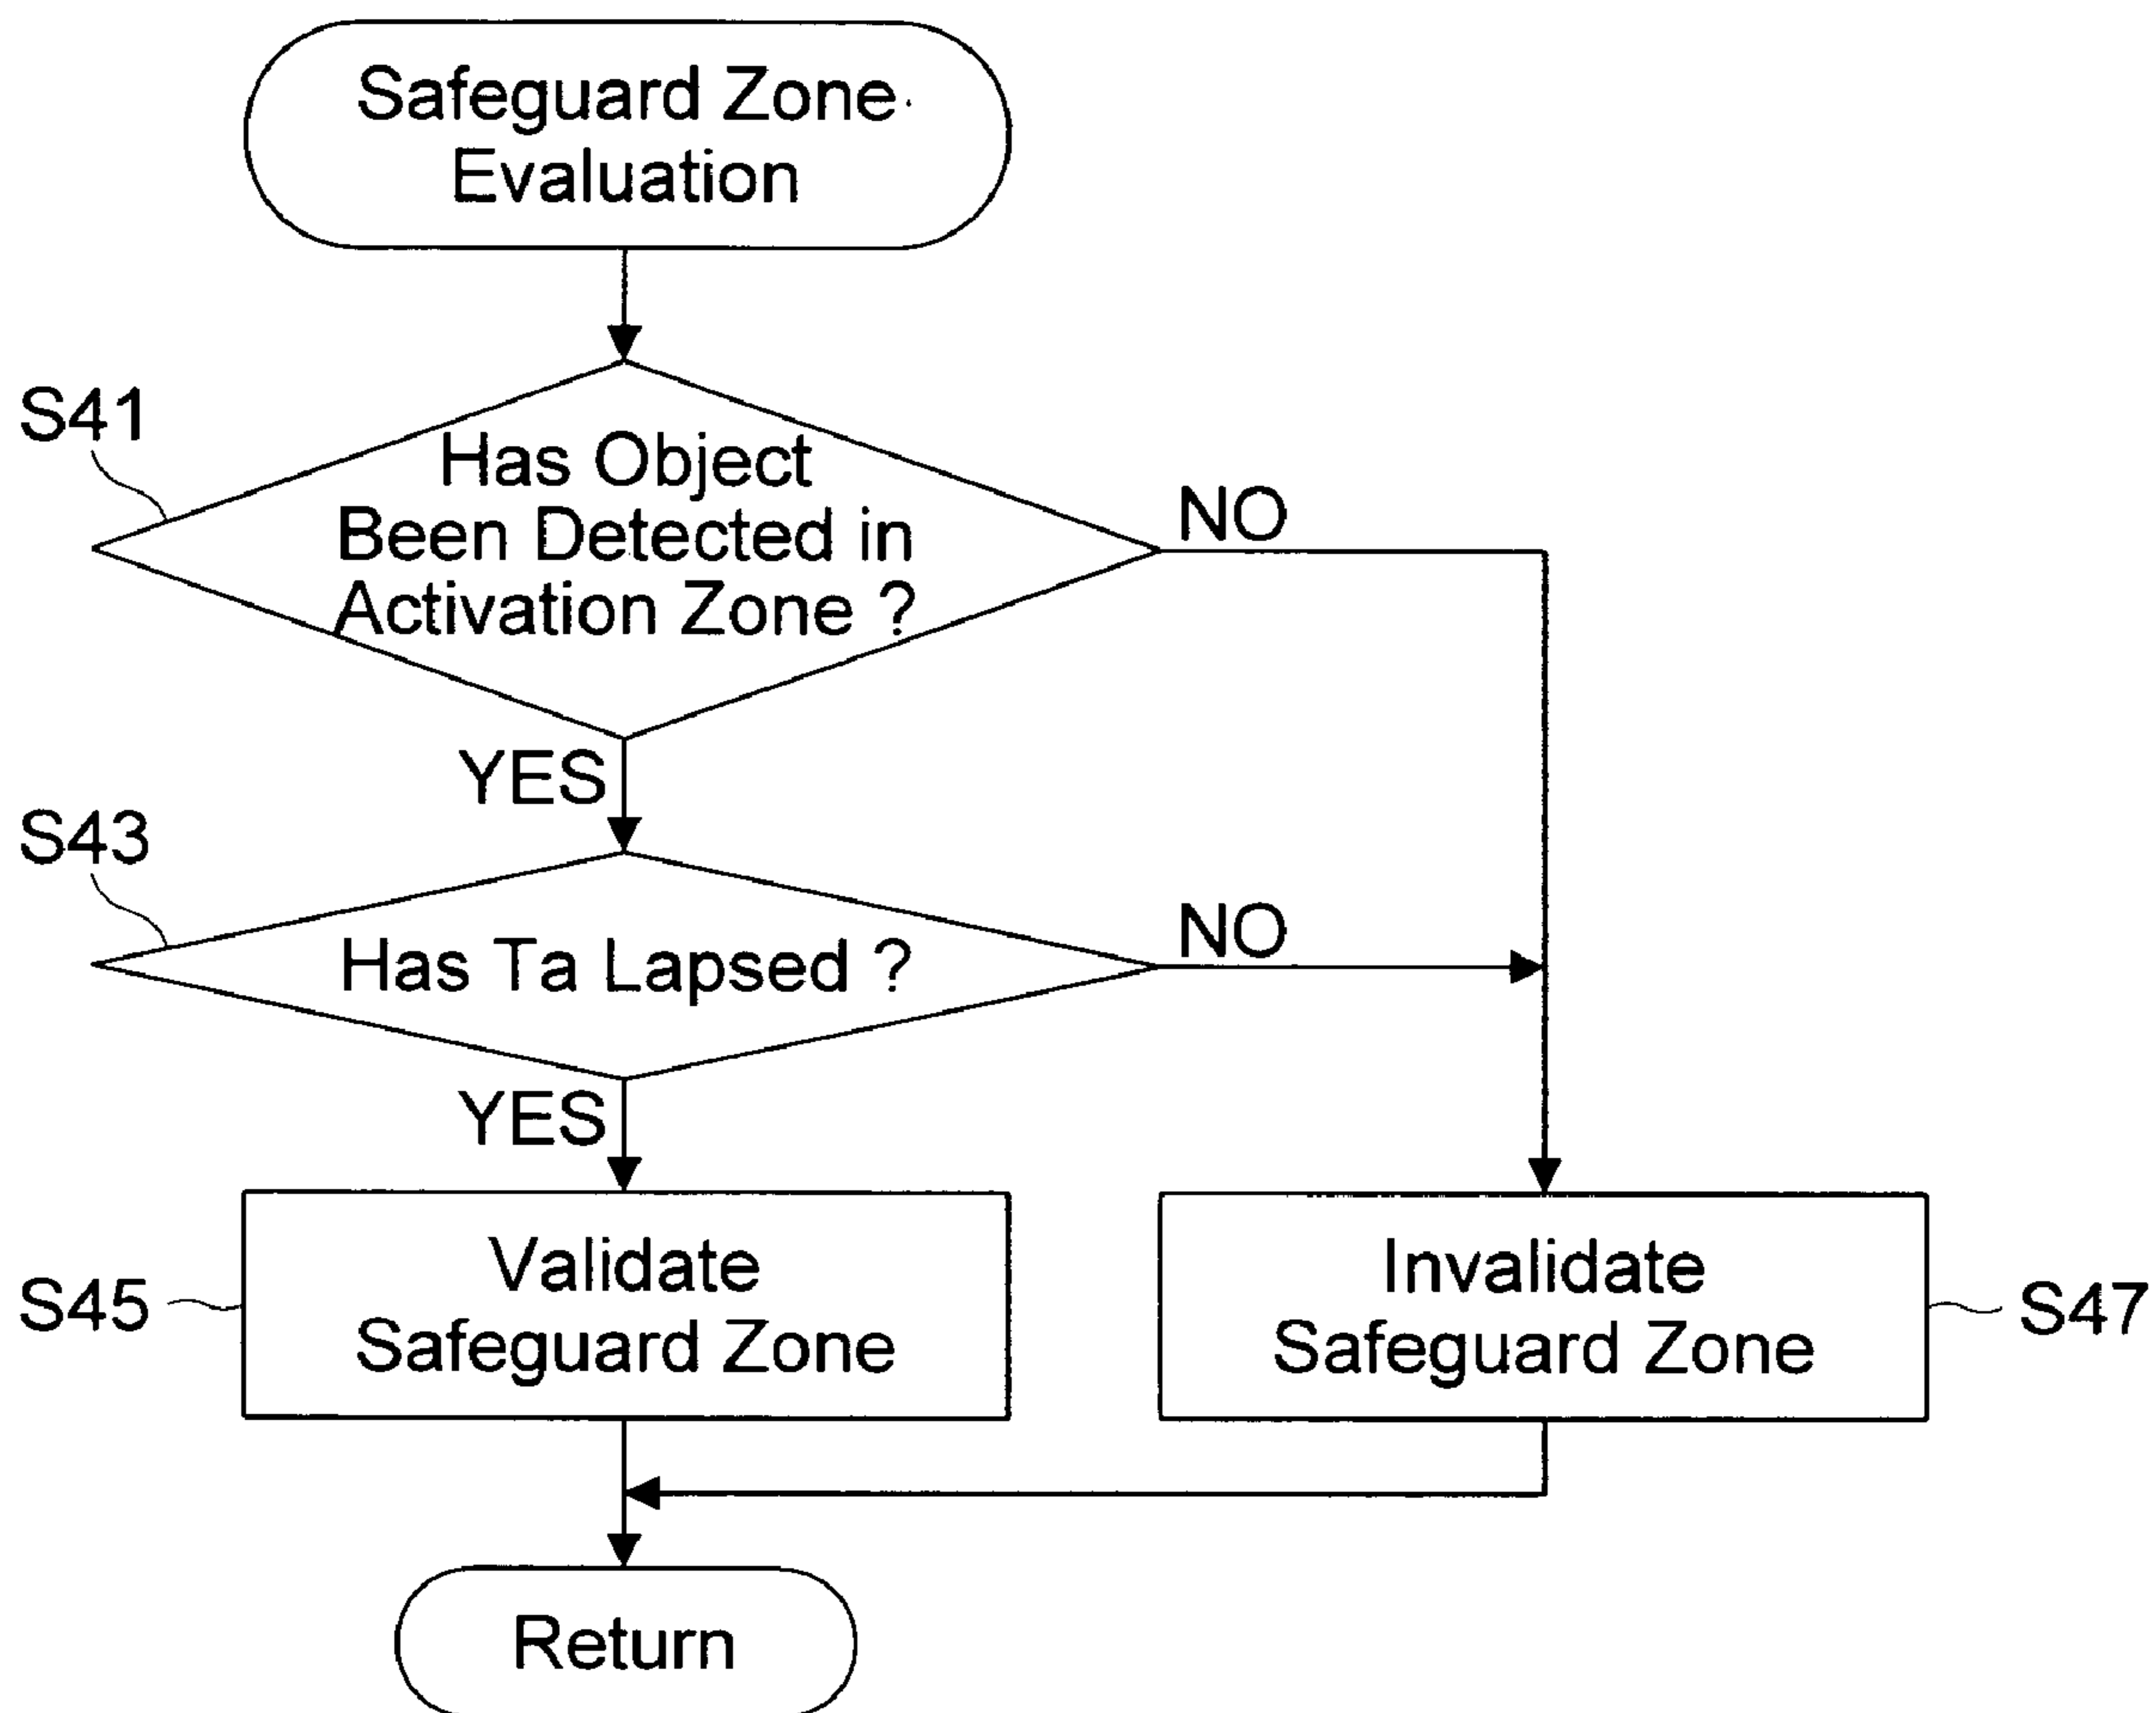 Safeguard Zone
Evaluation
S41
Has Object
Been Detected in
Activation Zone ?
NO
YES
S43
Has Ta Lapsed ?
NO
YES
S45
Validate
Safeguard Zone
Invalidate
Safeguard Zone
S47
Return